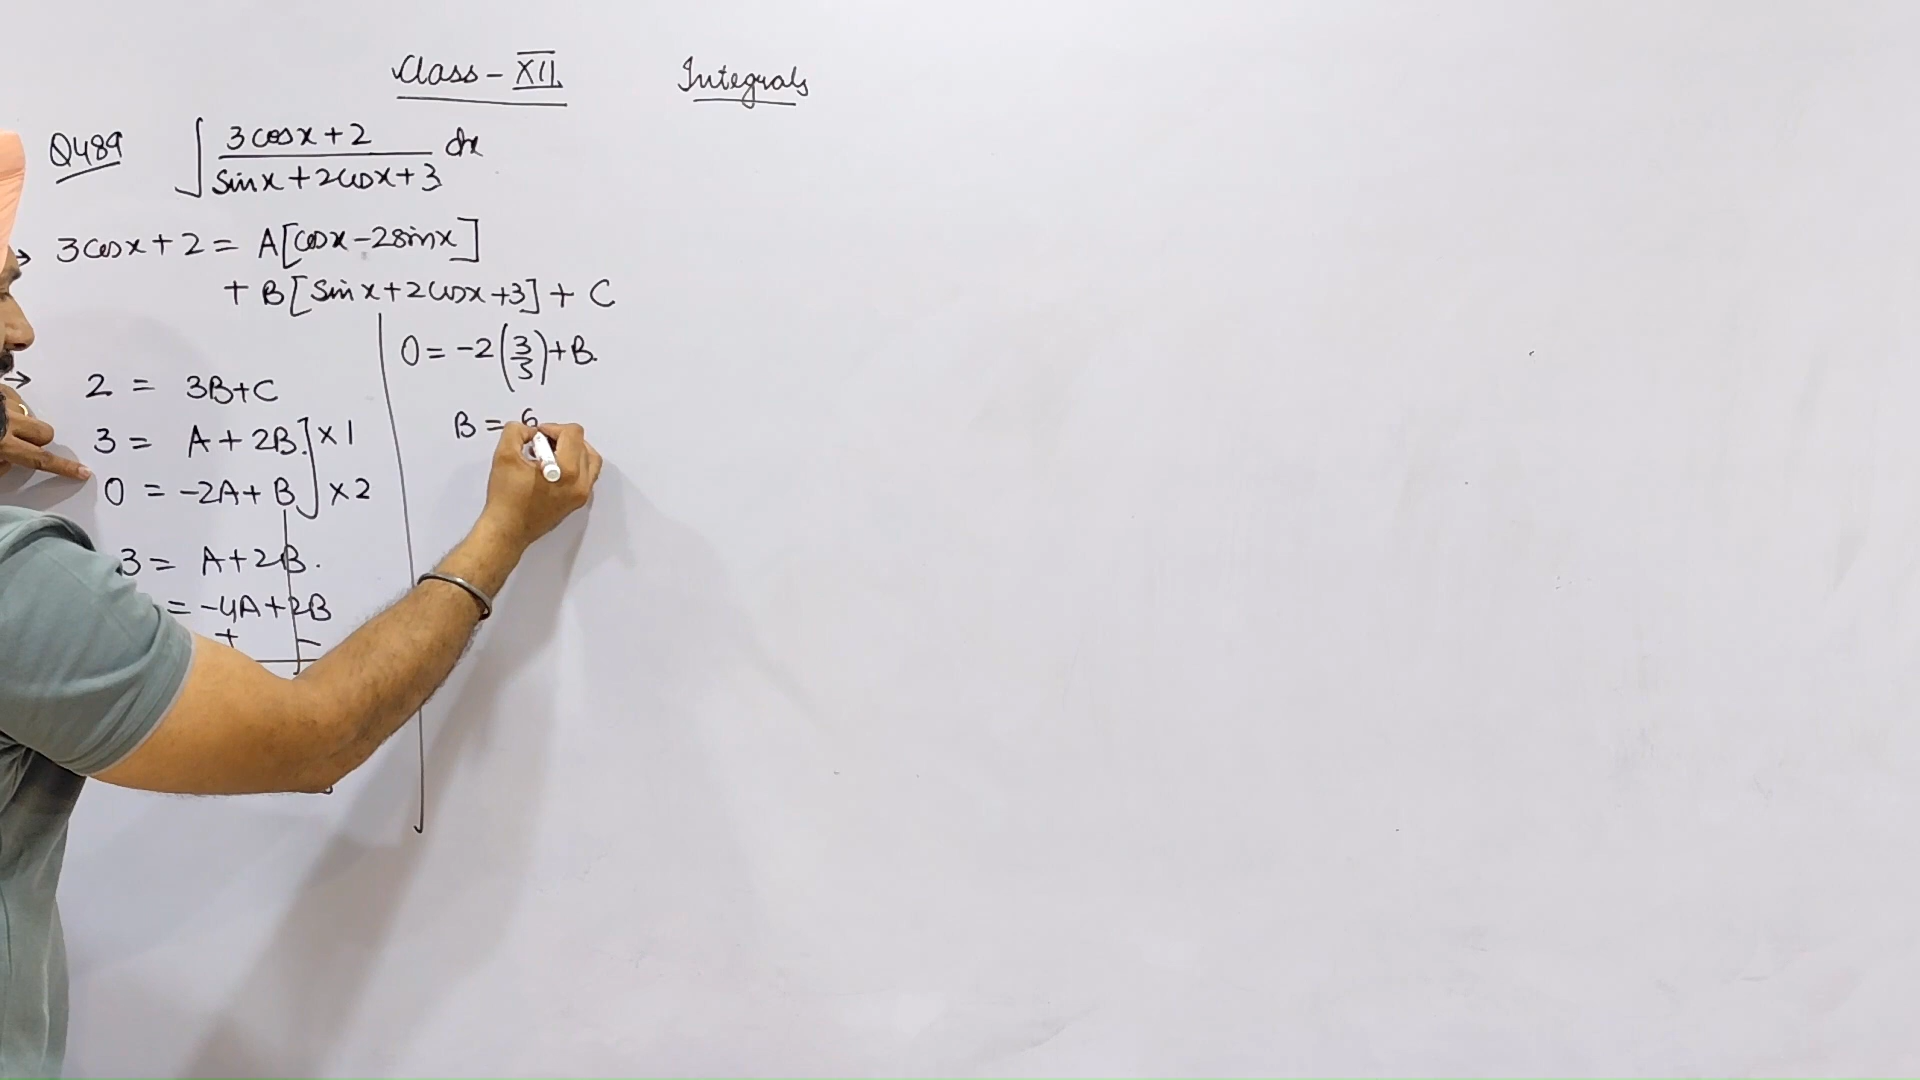 Class - XII Integrals
Q489 ∫ (3cosx+2)/(sinx+2cosx+3) dx
→ 3cosx+2 = A[cosx-2sinx]
+ B[sinx+2cosx+3] + C
→ 2 = 3B+C
3 = A+2B. ] ×1
0 = -2A+B ] ×2
3 = A+2B.
= -4A+2B
+ -
0 = -2(3/3)+B.
B = 6